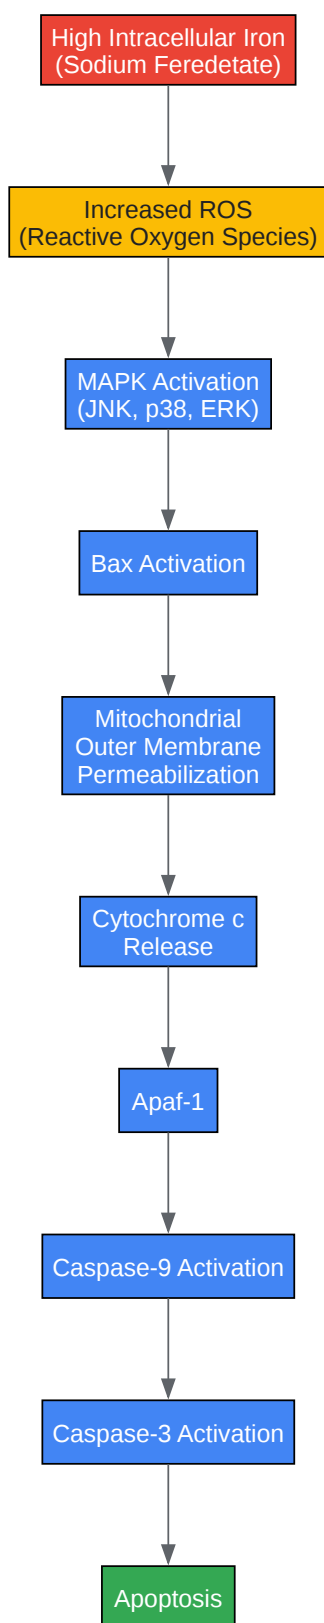 High Intracellular Iron
(Sodium Feredetate)
Increased ROS
(Reactive Oxygen Species)
MAPK Activation
(JNK, p38, ERK)
Bax Activation
Mitochondrial
Outer Membrane
Permeabilization
Cytochrome c
Release
Apaf-1
Caspase-9 Activation
Caspase-3 Activation
Apoptosis